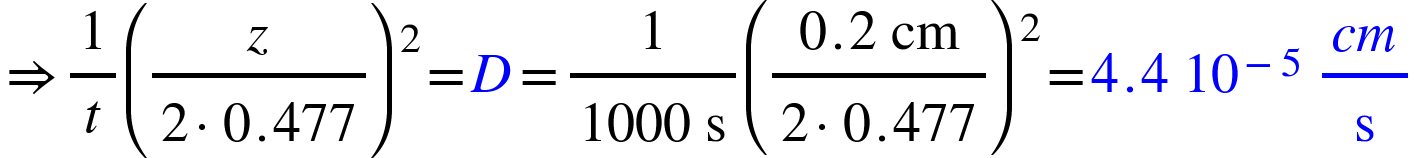 ⇒ 1/t (z / (2·0.477))² = D = 1/(1000 s) (0.2 cm / (2·0.477))² = 4.4 10⁻⁵ cm/s